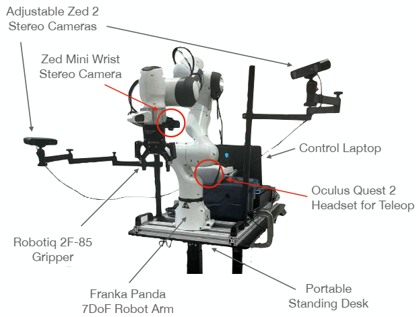 Adjustable Zed 2
Stereo Cameras
Zed Mini Wrist
Stereo Camera
Control Laptop
Oculus Quest 2
Headset for Teleop
Robotiq 2F-85
Gripper
Franka Panda
7DoF Robot Arm
Portable
Standing Desk